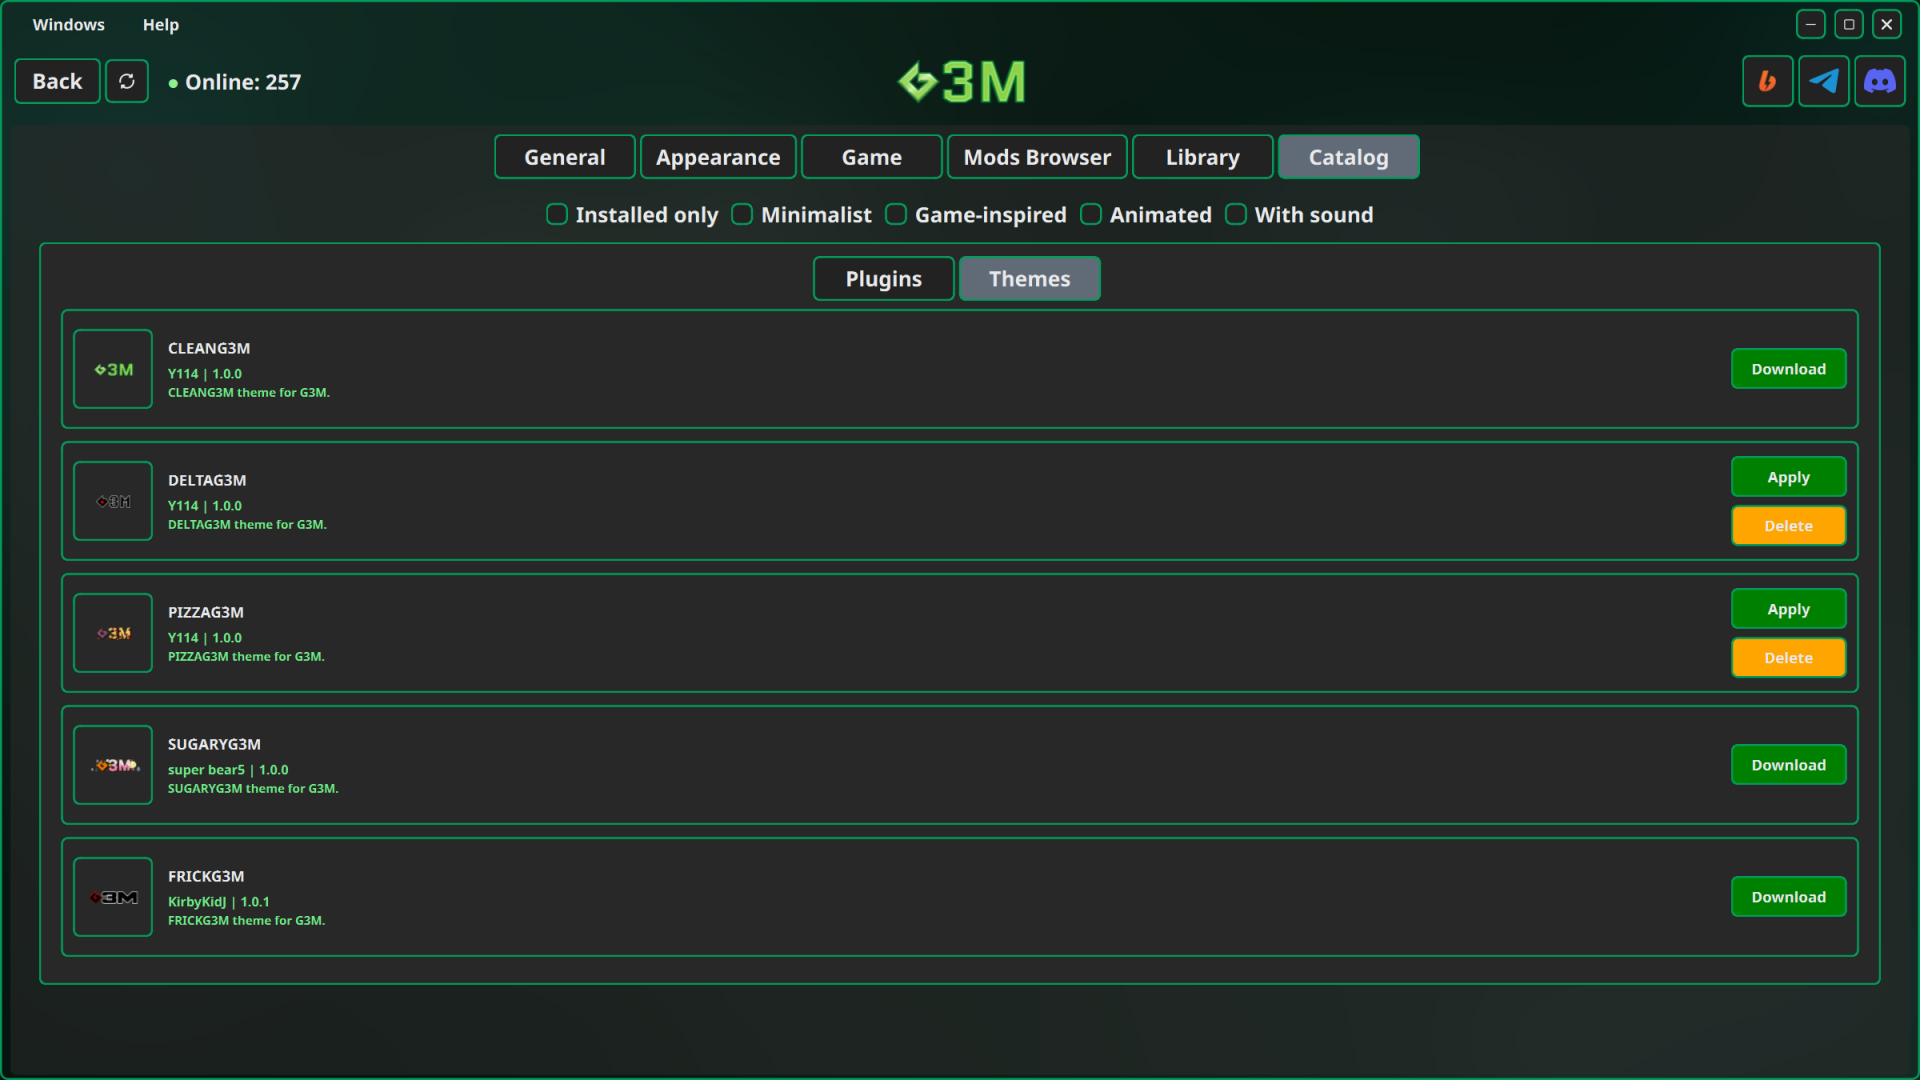 Windows Help
Back Online: 257
3M
General Appearance Game Mods Browser Library Catalog
Installed only Minimalist Game-inspired Animated With sound
Plugins Themes
3M
CLEANG3M
Y114 | 1.0.0
CLEANG3M theme for G3M.
Download
3M
DELTAG3M
Y114 | 1.0.0
DELTAG3M theme for G3M.
Apply
Delete
3M
PIZZAG3M
Y114 | 1.0.0
PIZZAG3M theme for G3M.
Apply
Delete
3M
SUGARYG3M
super bear5 | 1.0.0
SUGARYG3M theme for G3M.
Download
3M
FRICKG3M
KirbyKidJ | 1.0.1
FRICKG3M theme for G3M.
Download